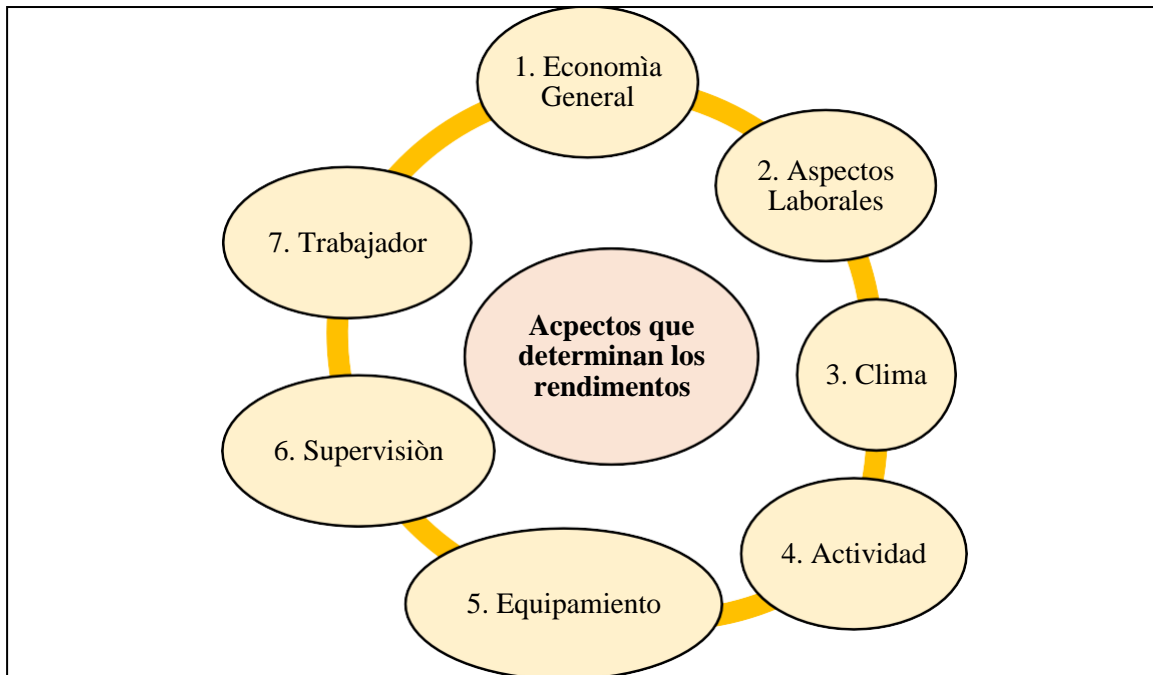 1. Economìa
General
2. Aspectos
Laborales
7. Trabajador
Acpectos que
determinan los
rendimentos
3. Clima
6. Supervisiòn
4. Actividad
5. Equipamiento